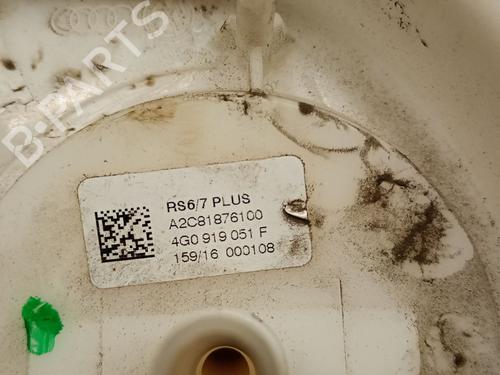 B-PARTS
RS6/7 PLUS
A2C81876100
4G0 919 051 F
159/16 000108